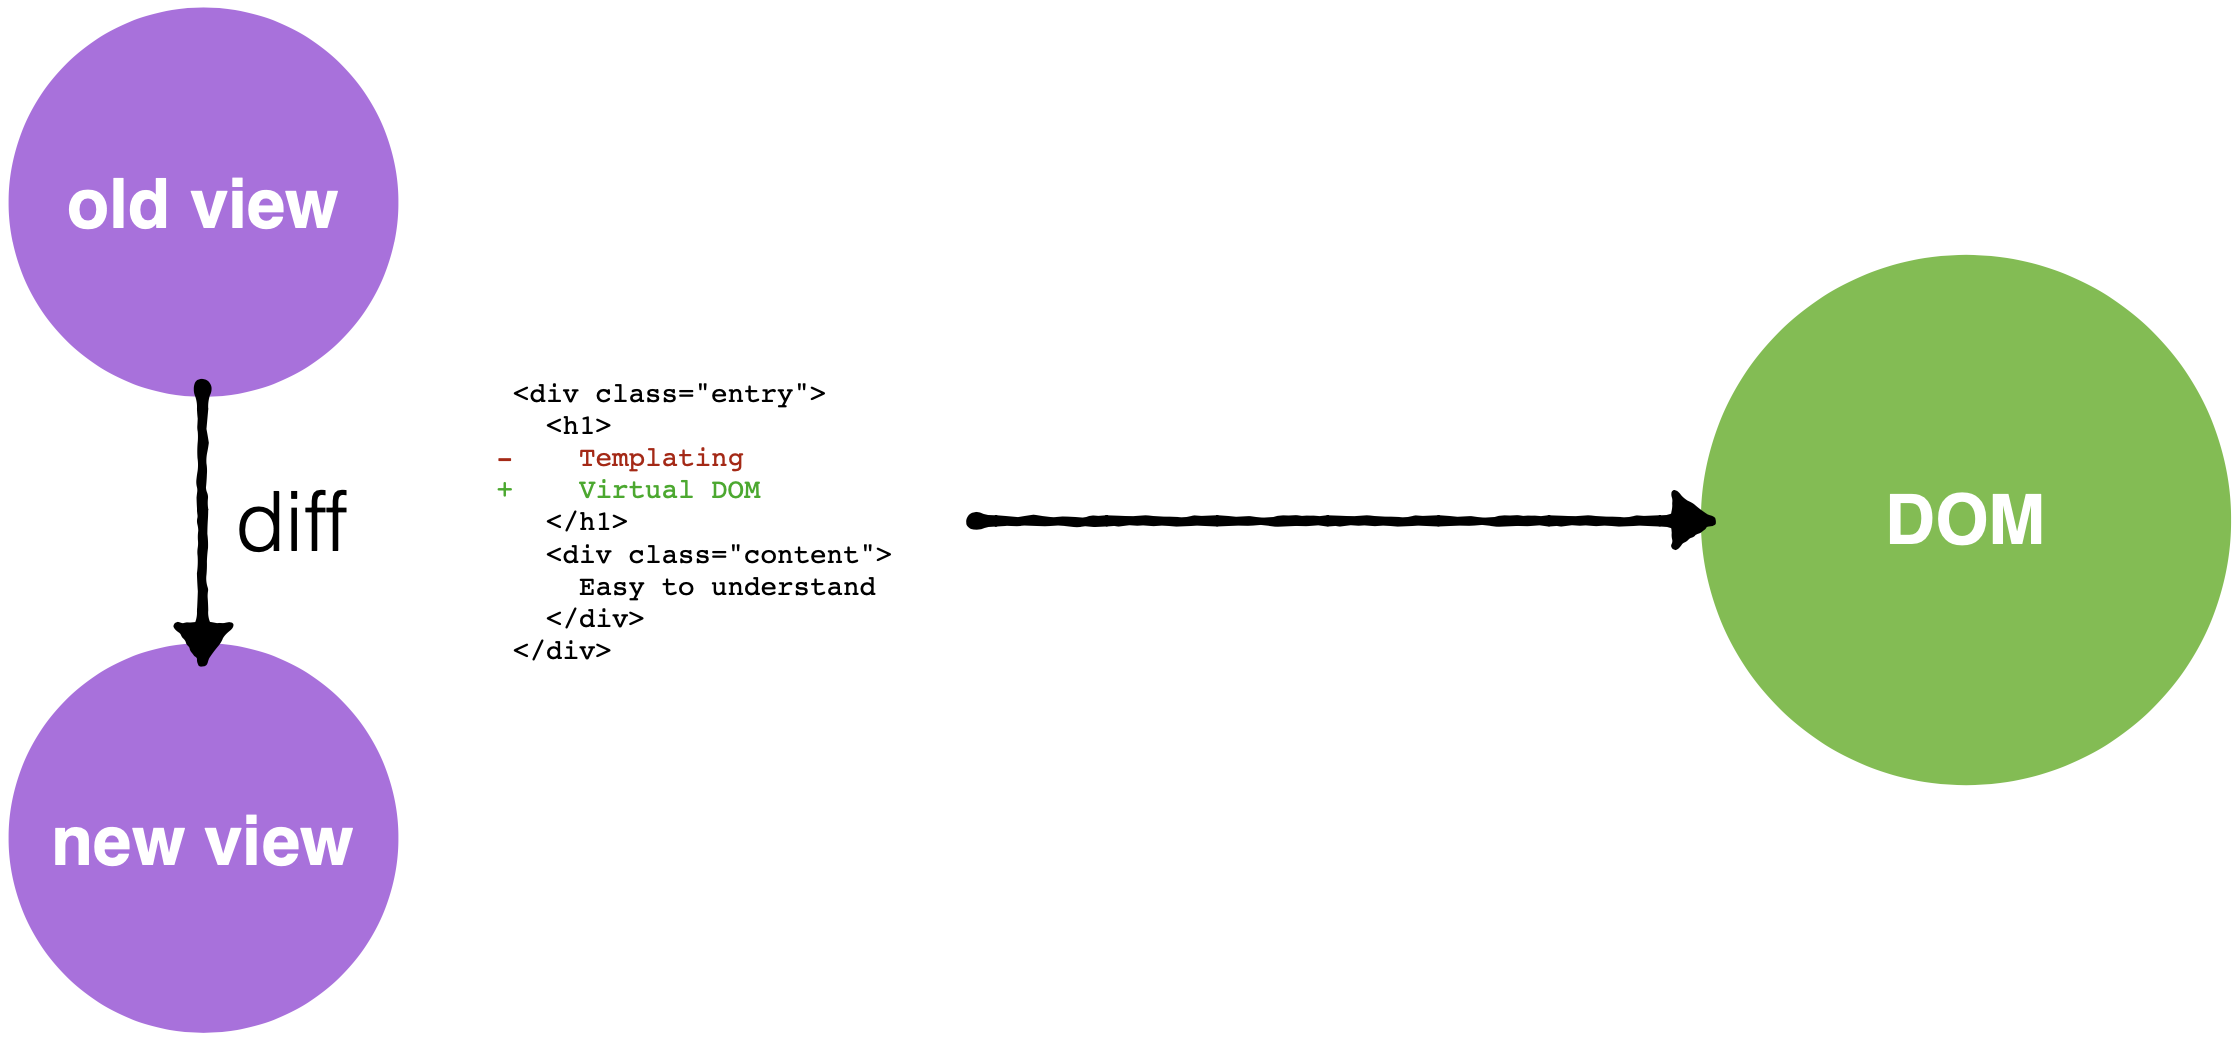 old view
diff
new view
<div class="entry">
  <h1>
-    Templating
+    Virtual DOM
  </h1>
  <div class="content">
    Easy to understand
  </div>
</div>
DOM